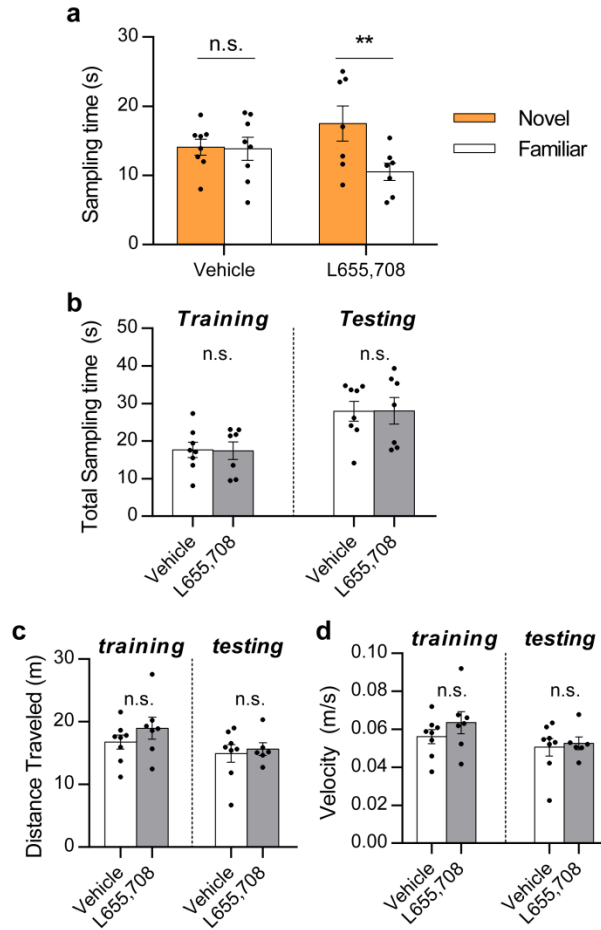 a
30
20
10
0
Sampling time (s)
n.s.
**
Novel
Familiar
Vehicle
L655,708
b
Training
Testing
50
40
30
20
10
0
Total Sampling time (s)
n.s.
n.s.
Vehicle
L655,708
Vehicle
L655,708
c
training
testing
30
20
10
0
Distance Traveled (m)
n.s.
n.s.
Vehicle
L655,708
Vehicle
L655,708
d
training
testing
0.10
0.08
0.06
0.04
0.02
0.00
Velocity (m/s)
n.s.
n.s.
Vehicle
L655,708
Vehicle
L655,708